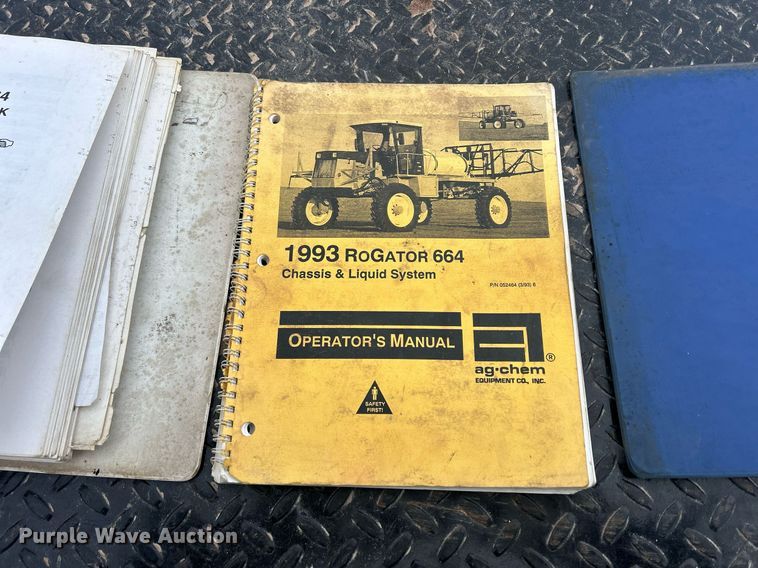 4
K
1993 ROGATOR 664
Chassis & Liquid System
P/N 052464 (3/93) 6
OPERATOR'S MANUAL
ag·chem ®
EQUIPMENT CO., INC.
SAFETY
FIRST!
Purple Wave Auction